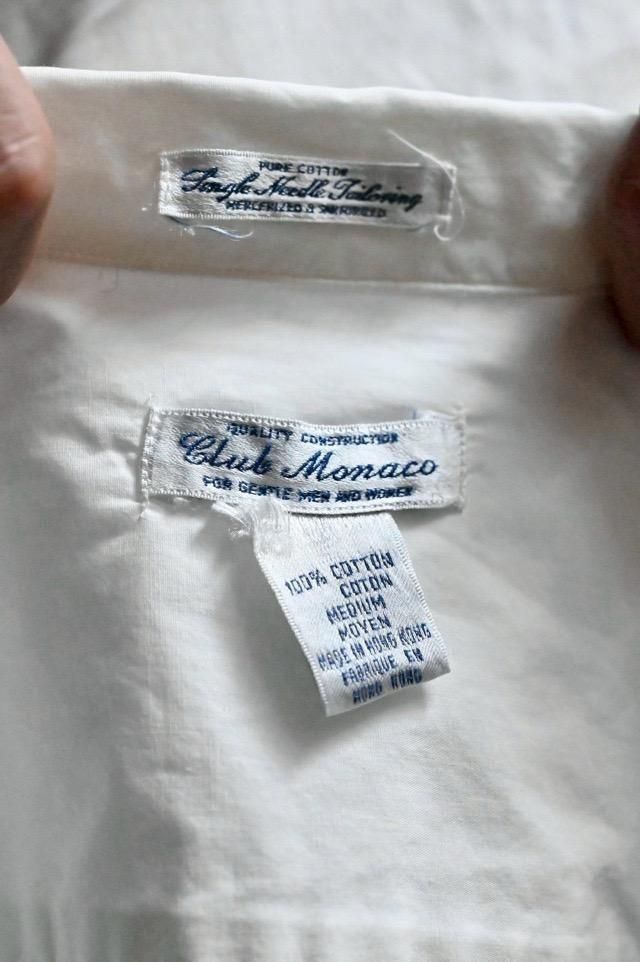 PURE COTTON
Single Needle Tailoring
MERCERIZED & SANFORIZED
QUALITY CONSTRUCTION
Club Monaco
FOR GENTLE MEN AND WOMEN
100% COTTON
COTON
MEDIUM
MOYEN
MADE IN HONG KONG
FABRIQUE EN
HONG KONG